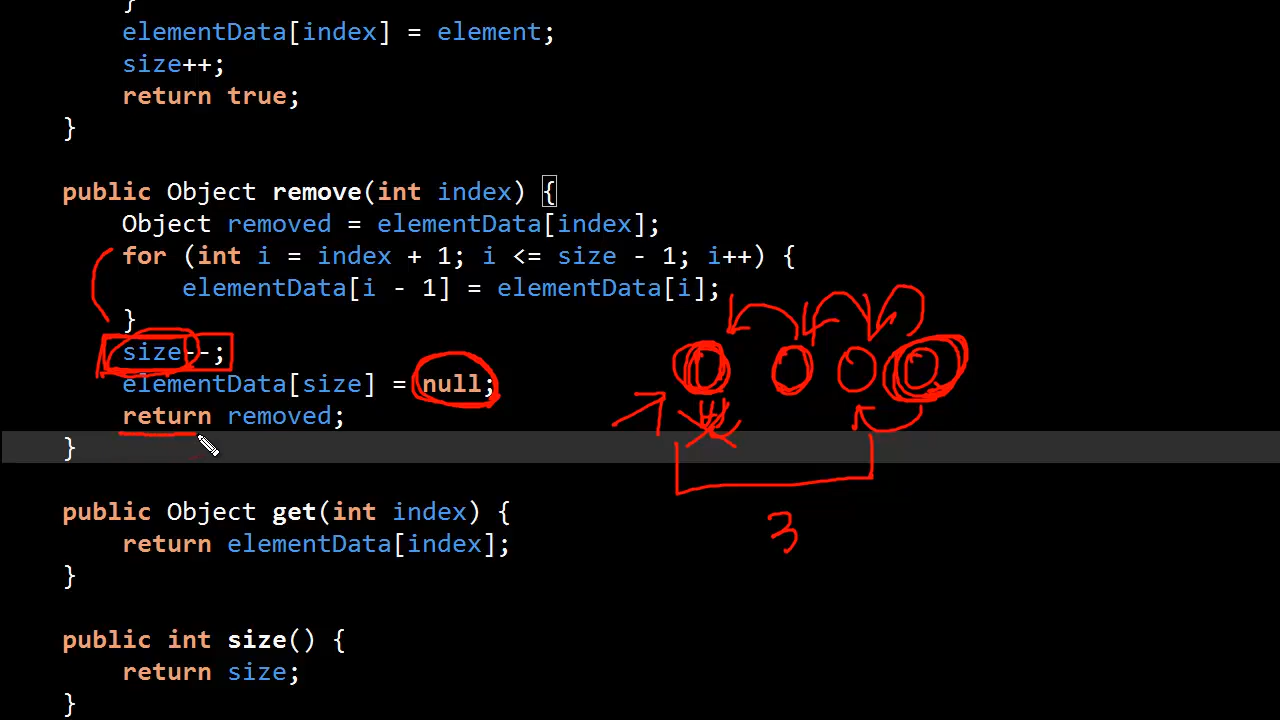 }
elementData[index] = element;
size++;
return true;
}
public Object remove(int index) {
Object removed = elementData[index];
for (int i = index + 1; i <= size - 1; i++) {
elementData[i - 1] = elementData[i];
}
size--;
elementData[size] = null;
return removed;
}
3
public Object get(int index) {
return elementData[index];
}
public int size() {
return size;
}